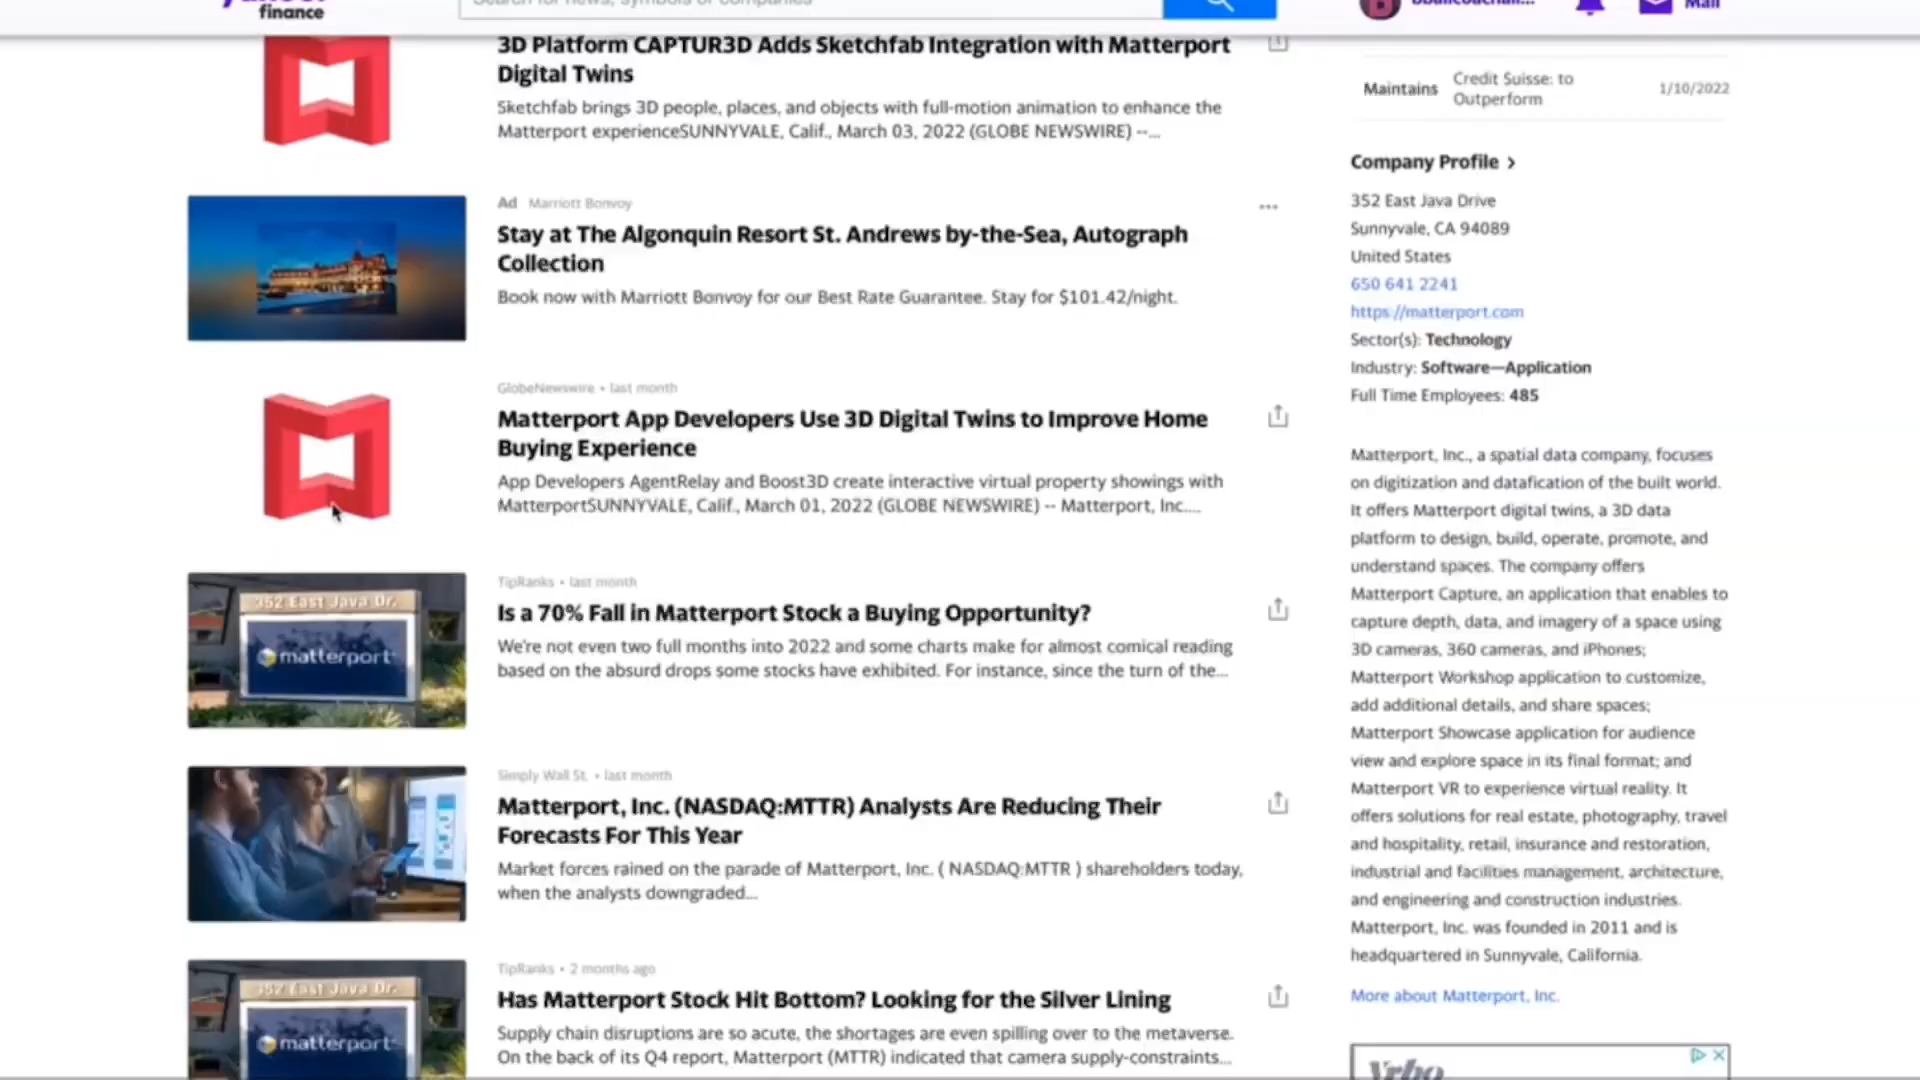 finance
Search for news, symbols or companies
Mail
3D Platform CAPTUR3D Adds Sketchfab Integration with Matterport
Digital Twins
Sketchfab brings 3D people, places, and objects with full-motion animation to enhance the
Matterport experienceSUNNYVALE, Calif., March 03, 2022 (GLOBE NEWSWIRE) --...
Ad Marriott Bonvoy
Stay at The Algonquin Resort St. Andrews by-the-Sea, Autograph
Collection
Book now with Marriott Bonvoy for our Best Rate Guarantee. Stay for $101.42/night.
GlobeNewswire • last month
Matterport App Developers Use 3D Digital Twins to Improve Home
Buying Experience
App Developers AgentRelay and Boost3D create interactive virtual property showings with
MatterportSUNNYVALE, Calif., March 01, 2022 (GLOBE NEWSWIRE) -- Matterport, Inc....
352 East Java Dr.
matterport
TipRanks • last month
Is a 70% Fall in Matterport Stock a Buying Opportunity?
We're not even two full months into 2022 and some charts make for almost comical reading
based on the absurd drops some stocks have exhibited. For instance, since the turn of the...
Simply Wall St. • last month
Matterport, Inc. (NASDAQ:MTTR) Analysts Are Reducing Their
Forecasts For This Year
Market forces rained on the parade of Matterport, Inc. ( NASDAQ:MTTR ) shareholders today,
when the analysts downgraded...
352 East Java Dr.
matterport
TipRanks • 2 months ago
Has Matterport Stock Hit Bottom? Looking for the Silver Lining
Supply chain disruptions are so acute, the shortages are even spilling over to the metaverse.
On the back of its Q4 report, Matterport (MTTR) indicated that camera supply-constraints...
Maintains
Credit Suisse: to
Outperform
1/10/2022
Company Profile
352 East Java Drive
Sunnyvale, CA 94089
United States
650 641 2241
https://matterport.com
Sector(s): Technology
Industry: Software—Application
Full Time Employees: 485
Matterport, Inc., a spatial data company, focuses
on digitization and datafication of the built world.
It offers Matterport digital twins, a 3D data
platform to design, build, operate, promote, and
understand spaces. The company offers
Matterport Capture, an application that enables to
capture depth, data, and imagery of a space using
3D cameras, 360 cameras, and iPhones;
Matterport Workshop application to customize,
add additional details, and share spaces;
Matterport Showcase application for audience
view and explore space in its final format; and
Matterport VR to experience virtual reality. It
offers solutions for real estate, photography, travel
and hospitality, retail, insurance and restoration,
industrial and facilities management, architecture,
and engineering and construction industries.
Matterport, Inc. was founded in 2011 and is
headquartered in Sunnyvale, California.
More about Matterport, Inc.
Vrbo